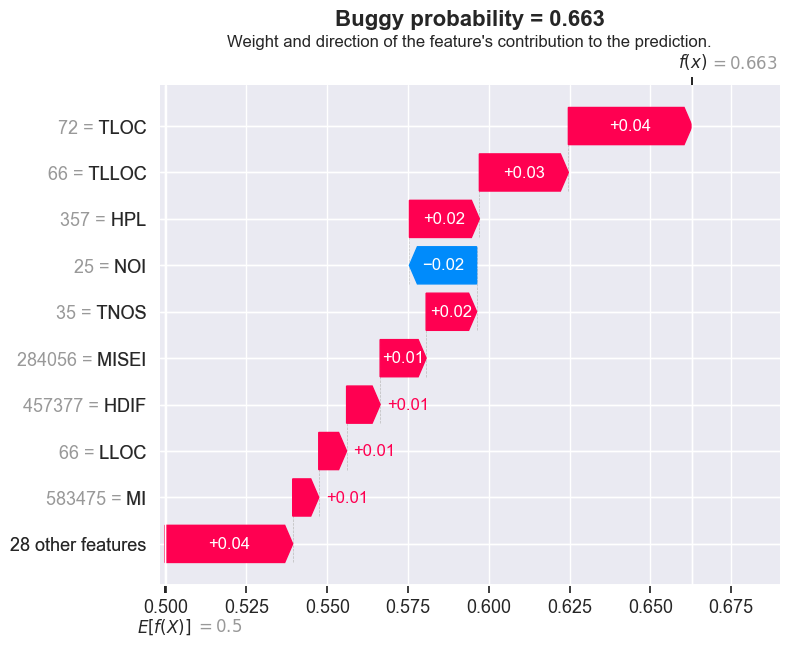 Buggy probability = 0.663
Weight and direction of the feature's contribution to the prediction.
f(x) = 0.663
72 = TLOC +0.04
66 = TLLOC +0.03
357 = HPL +0.02
25 = NOI −0.02
35 = TNOS +0.02
284056 = MISEI +0.01
457377 = HDIF +0.01
66 = LLOC +0.01
583475 = MI +0.01
28 other features +0.04
0.500 0.525 0.550 0.575 0.600 0.625 0.650 0.675
E[f(X)] = 0.5